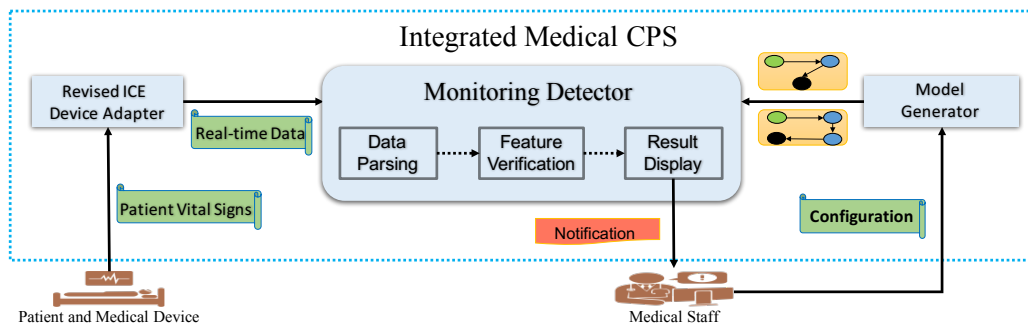 Integrated Medical CPS
Revised ICE
Device Adapter
Real-time Data
Patient Vital Signs
Monitoring Detector
Data
Parsing
Feature
Verification
Result
Display
Notification
Model
Generator
Configuration
Patient and Medical Device
Medical Staff